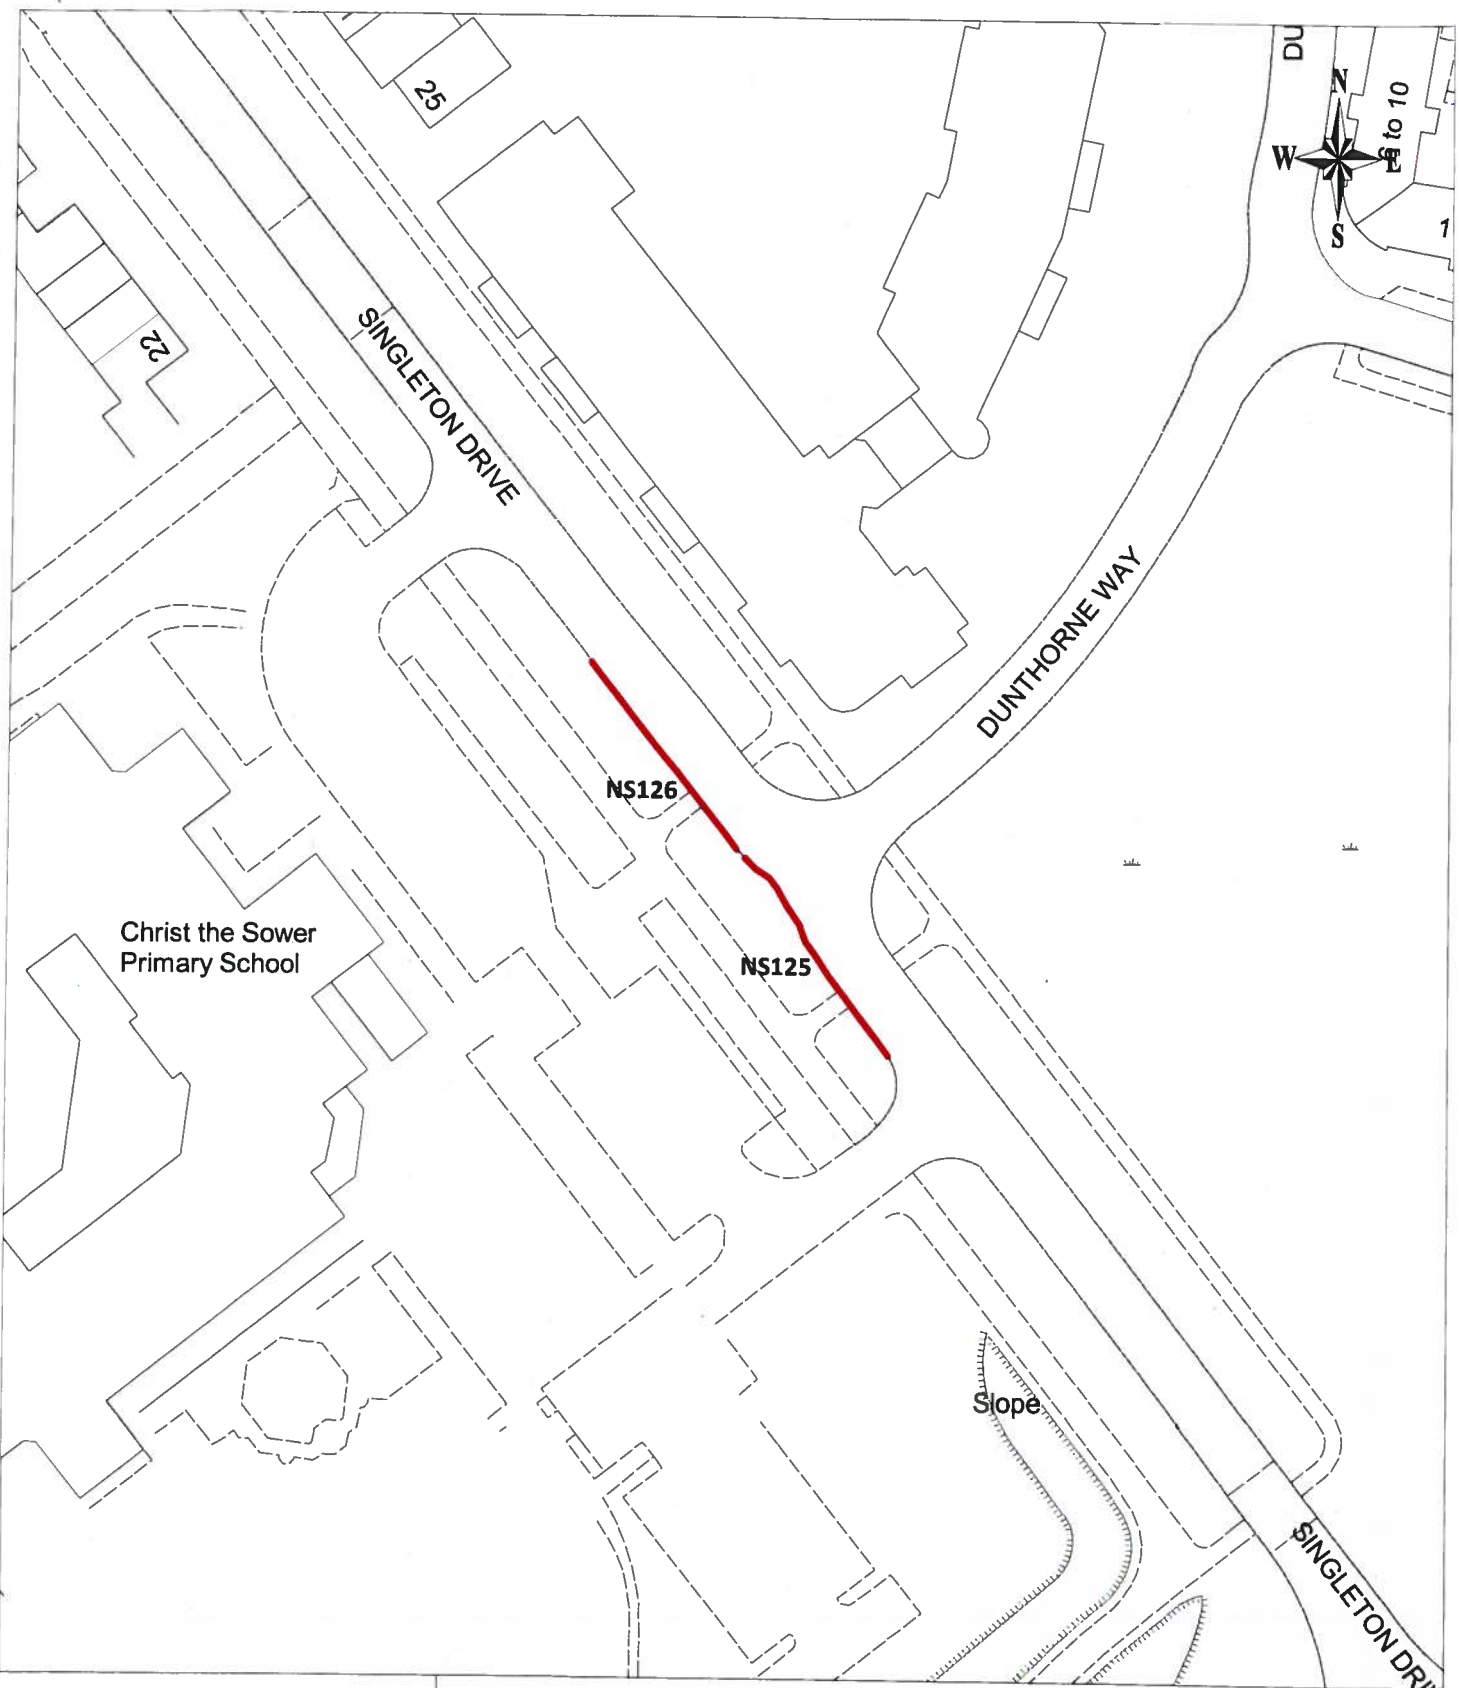 25
DU
N
W
E
S
to 10
1
22
SINGLETON DRIVE
DUNTHORNE WAY
NS126
NS125
Christ the Sower
Primary School
Slope
SINGLETON DRI